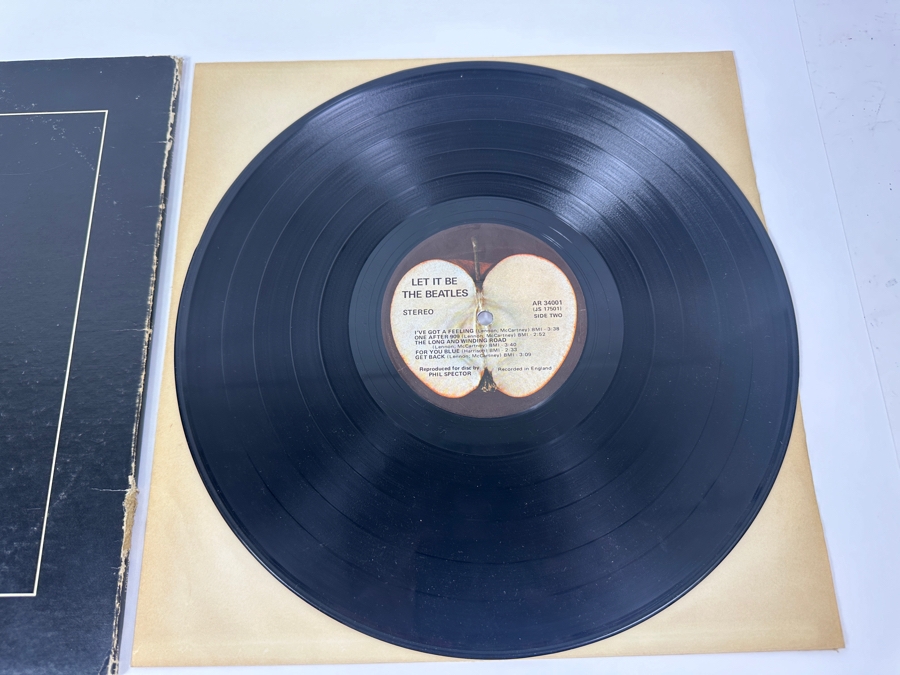 LET IT BE
THE BEATLES
STEREO
AR 34001
(JS 17501)
SIDE TWO
I'VE GOT A FEELING (Lennon, McCartney) BMI - 3:38
ONE AFTER 909 (Lennon, McCartney) BMI - 2:52
THE LONG AND WINDING ROAD
(Lennon, McCartney) BMI - 3:40
FOR YOU BLUE (Harrison) BMI - 2:33
GET BACK (Lennon, McCartney) BMI - 3:09
Reproduced for disc by
PHIL SPECTOR
Recorded in England